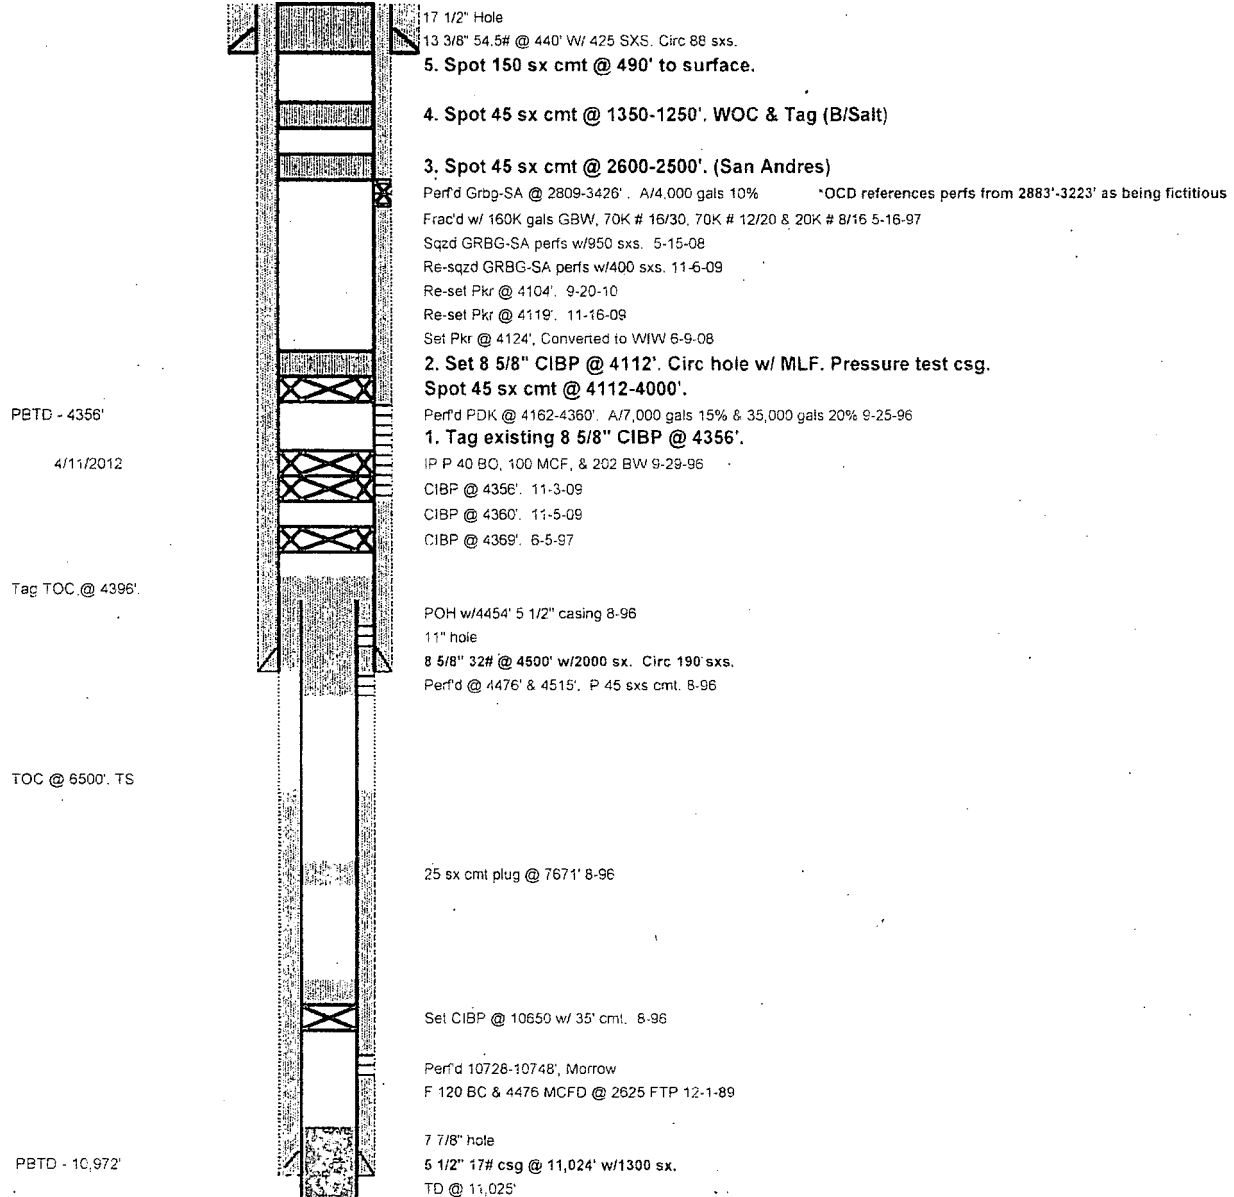 17 1/2" Hole
13 3/8" 54.5# @ 440' W/ 425 SXS. Circ 88 sxs.
5. Spot 150 sx cmt @ 490' to surface.
4. Spot 45 sx cmt @ 1350-1250'. WOC & Tag (B/Salt)
3. Spot 45 sx cmt @ 2600-2500'. (San Andres)
Perf'd Grbg-SA @ 2809-3426' . A/4,000 gals 10% *OCD references perfs from 2883'-3223' as being fictitious
Frac'd w/ 160K gals GBW, 70K # 16/30, 70K # 12/20 & 20K # 8/16 5-16-97
Sqzd GRBG-SA perfs w/950 sxs. 5-15-08
Re-sqzd GRBG-SA perfs w/400 sxs. 11-6-09
Re-set Pkr @ 4104'. 9-20-10
Re-set Pkr @ 4119'. 11-16-09
Set Pkr @ 4124', Converted to WIW 6-9-08
2. Set 8 5/8" CIBP @ 4112'. Circ hole w/ MLF. Pressure test csg.
Spot 45 sx cmt @ 4112-4000'.
PBTD - 4356' Perf'd PDK @ 4162-4360'. A/7,000 gals 15% & 35,000 gals 20% 9-25-96
1. Tag existing 8 5/8" CIBP @ 4356'.
4/11/2012 IP P 40 BO, 100 MCF, & 202 BW 9-29-96
CIBP @ 4356'. 11-3-09
CIBP @ 4360'. 11-5-09
CIBP @ 4369'. 6-5-97
Tag TOC @ 4396'.
POH w/4454' 5 1/2" casing 8-96
11" hole
8 5/8" 32# @ 4500' w/2000 sx. Circ 190 sxs.
Perf'd @ 4476' & 4515'. P 45 sxs cmt. 8-96
TOC @ 6500'. TS
25 sx cmt plug @ 7671' 8-96
Set CIBP @ 10650 w/ 35' cmt. 8-96
Perf'd 10728-10748', Morrow
F 120 BC & 4476 MCFD @ 2625 FTP 12-1-89
7 7/8" hole
PBTD - 10,972' 5 1/2" 17# csg @ 11,024' w/1300 sx.
TD @ 11,025'